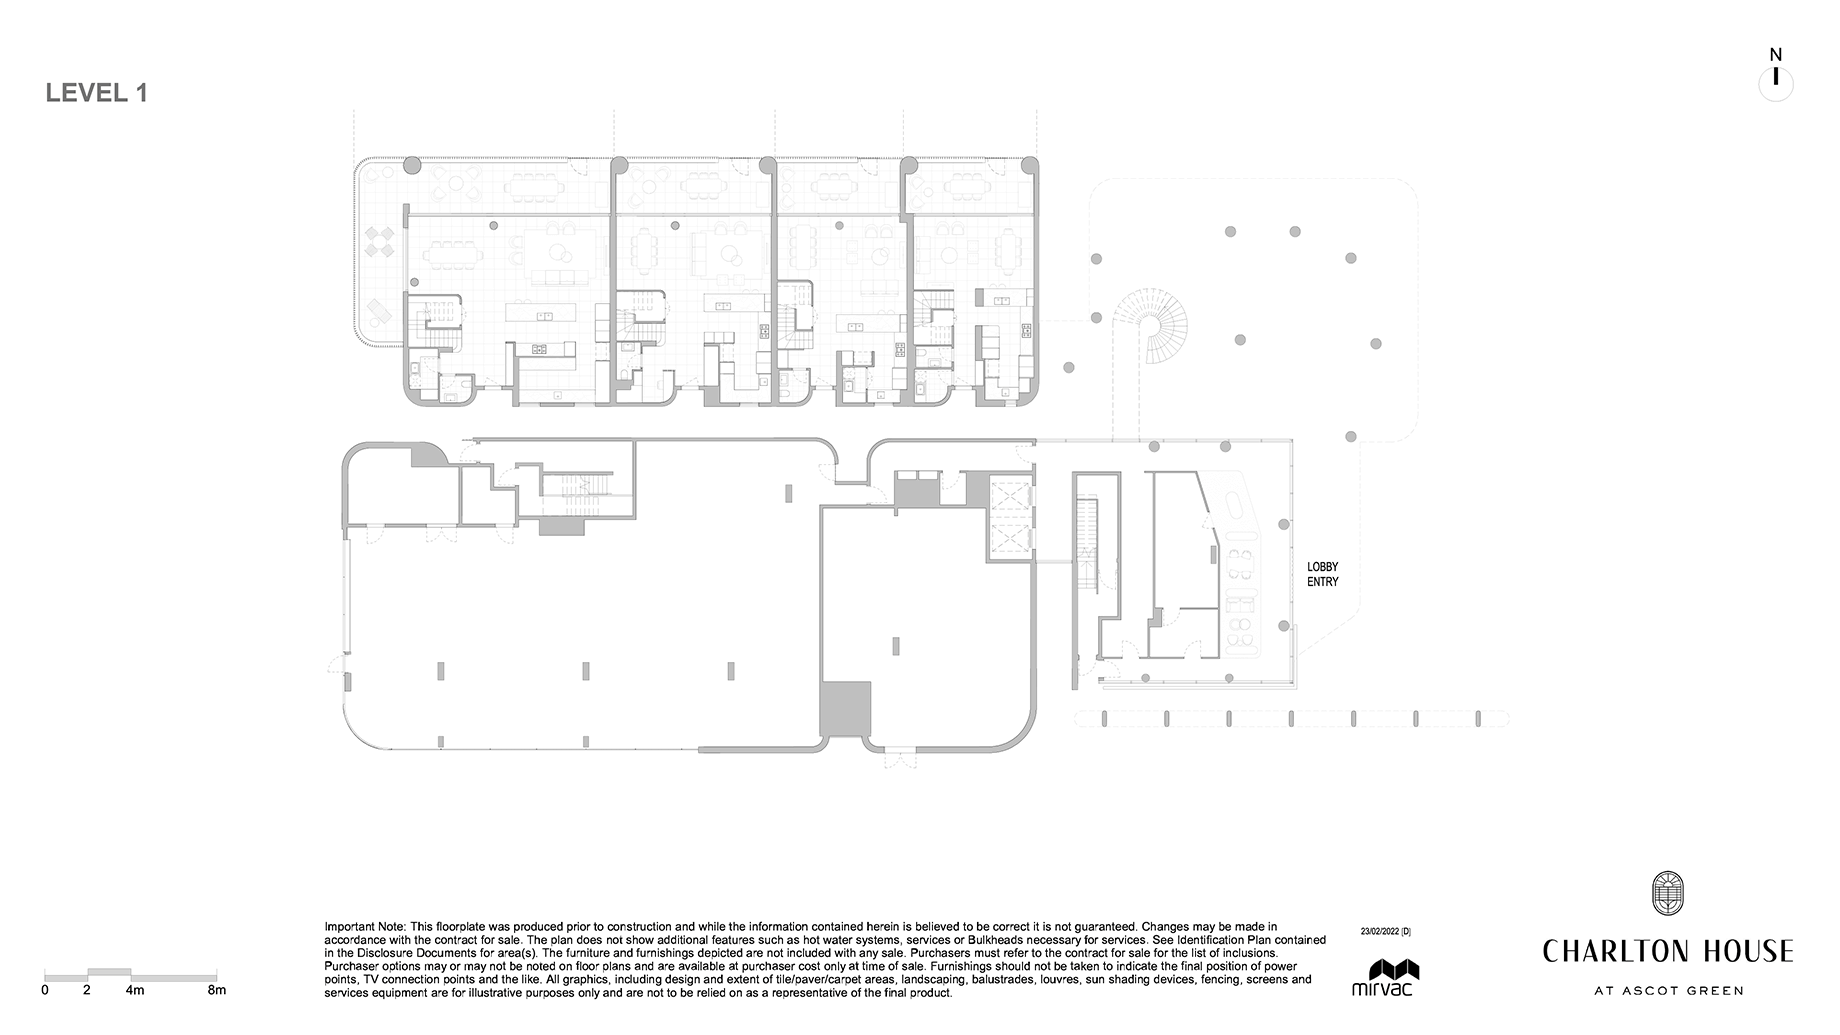 N
LEVEL 1
LOBBY
ENTRY
Important Note: This floorplate was produced prior to construction and while the information contained herein is believed to be correct it is not guaranteed. Changes may be made in
accordance with the contract for sale. The plan does not show additional features such as hot water systems, services or Bulkheads necessary for services. See Identification Plan contained
in the Disclosure Documents for area(s). The furniture and furnishings depicted are not included with any sale. Purchasers must refer to the contract for sale for the list of inclusions.
Purchaser options may or may not be noted on floor plans and are available at purchaser cost only at time of sale. Furnishings should not be taken to indicate the final position of power
points, TV connection points and the like. All graphics, including design and extent of tile/paver/carpet areas, landscaping, balustrades, louvres, sun shading devices, fencing, screens and
services equipment are for illustrative purposes only and are not to be relied on as a representative of the final product.
0 2 4m 8m
23/02/2022 [D]
mirvac
CHARLTON HOUSE
AT ASCOT GREEN